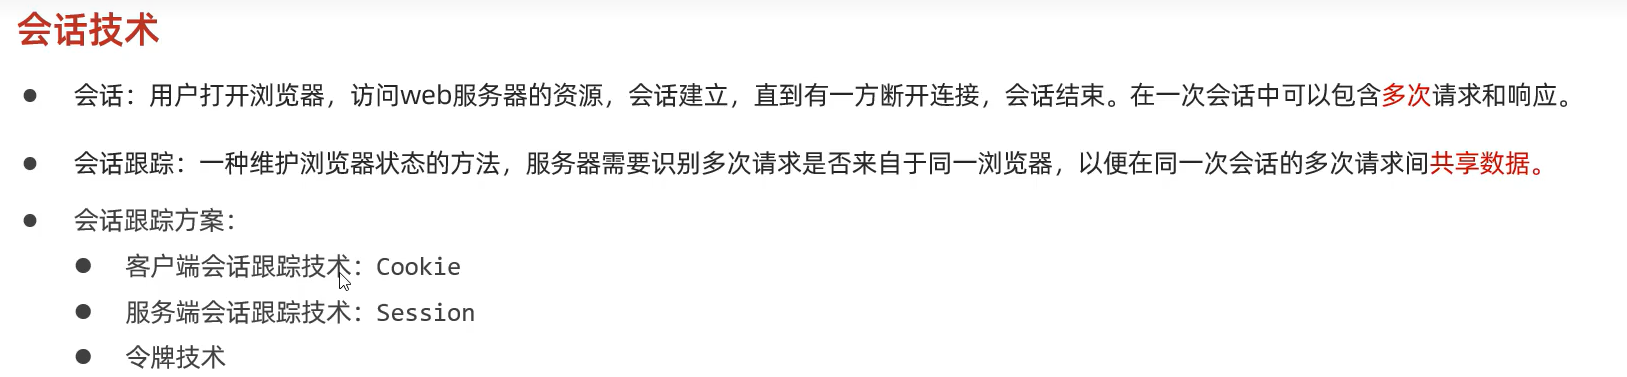 会话技术
● 会话：用户打开浏览器，访问web服务器的资源，会话建立，直到有一方断开连接，会话结束。在一次会话中可以包含多次请求和响应。
● 会话跟踪：一种维护浏览器状态的方法，服务器需要识别多次请求是否来自于同一浏览器，以便在同一次会话的多次请求间共享数据。
● 会话跟踪方案：
● 客户端会话跟踪技术：Cookie
● 服务端会话跟踪技术：Session
● 令牌技术